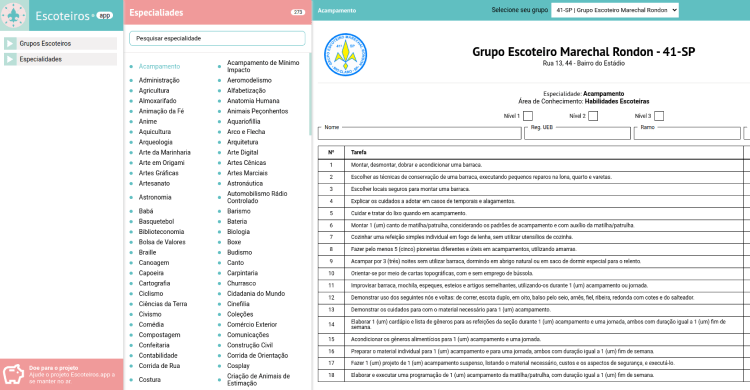 Escoteiros+ app
Grupos Escoteiros
Especialidades
Doe para o projeto
Ajude o projeto Escoteiros app a
se manter no ar.
Especialiades 275
Pesquisar especialidade
Acampamento
Acampamento de Mínimo
Impacto
Administração
Aeromodelismo
Agricultura
Alfabetização
Almoxarifado
Anatomia Humana
Animação da Fé
Animais Peçonhentos
Anime
Aquariofilia
Aquicultura
Arco e Flecha
Arqueologia
Arquitetura
Arte da Marinharia
Arte Digital
Arte em Origami
Artes Cênicas
Artes Gráficas
Artes Marciais
Artesanato
Astronáutica
Astronomia
Automobilismo Rádio
Controlado
Babá
Barismo
Basquetebol
Bateria
Biblioteconomia
Biologia
Bolsa de Valores
Boxe
Braille
Budismo
Canoagem
Canto
Capoeira
Carpintaria
Cartografia
Churrasco
Ciclismo
Cidadania do Mundo
Ciências da Terra
Cinefilia
Civismo
Coleções
Comédia
Comércio Exterior
Compostagem
Comunicações
Confeitaria
Construção Civil
Contabilidade
Corrida de Orientação
Corrida de Rua
Cosplay
Costura
Criação de Animais de
Estimação
Acampamento
Selecione seu grupo: 41-SP | Grupo Escoteiro Marechal Rondon
Grupo Escoteiro Marechal Rondon - 41-SP
Rua 13, 44 - Bairro do Estádio
Especialidade: Acampamento
Área de Conhecimento: Habilidades Escoteiras
Nível 1
Nível 2
Nível 3
Nome
Reg. UEB
Ramo
Nº Tarefa
1 Montar, desmontar, dobrar e acondicionar uma barraca.
2 Escolher as técnicas de conservação de uma barraca, executando pequenos reparos na lona, quarto e varetas.
3 Escolher locais seguros para montar uma barraca.
4 Explicar os cuidados a adotar em casos de temporais e alagamentos.
5 Cuidar e tratar do lixo quando em acampamento.
6 Montar 1 (um) canto de matilha/patrulha, considerando os padrões de acampamento e com auxílio da matilha/patrulha.
7 Cozinhar uma refeição simples individual em fogo de lenha, sem utilizar utensílios de cozinha.
8 Fazer pelo menos 5 (cinco) pioneirias diferentes e úteis em acampamentos, utilizando amarras.
9 Acampar por 3 (três) noites sem utilizar barraca, dormindo em abrigo natural ou em saco de dormir especial para o relento.
10 Orientar-se por meio de cartas topográficas, com e sem emprego de bússola.
11 Improvisar barraca, mochila, espeques, esteios e artigos semelhantes, utilizando-os durante 1 (um) acampamento ou jornada.
12 Demonstrar uso dos seguintes nós e voltas: de correr, escota duplo, em oito, balso pelo seio, arnês, fiel, ribeira, redonda com cotes e do salteador.
13 Demonstrar os cuidados para com o material necessário para 1 (um) acampamento.
14 Elaborar 1 (um) cardápio e lista de gêneros para as refeições da seção durante 1 (um) acampamento e uma jornada, ambos com duração igual a 1 (um) fim de
semana.
15 Acondicionar os gêneros alimentícios para 1 (um) acampamento e uma jornada.
16 Preparar o material individual para 1 (um) acampamento e para uma jornada, ambos com duração igual a 1 (um) fim de semana.
17 Fazer 1 (um) projeto de 1 (um) acampamento suspenso, listando o material necessário, custos e os aspectos de segurança, e executá-lo.
18 Elaborar e executar uma programação de 1 (um) acampamento da matilha/patrulha, com duração igual a 1 (um) fim de semana.